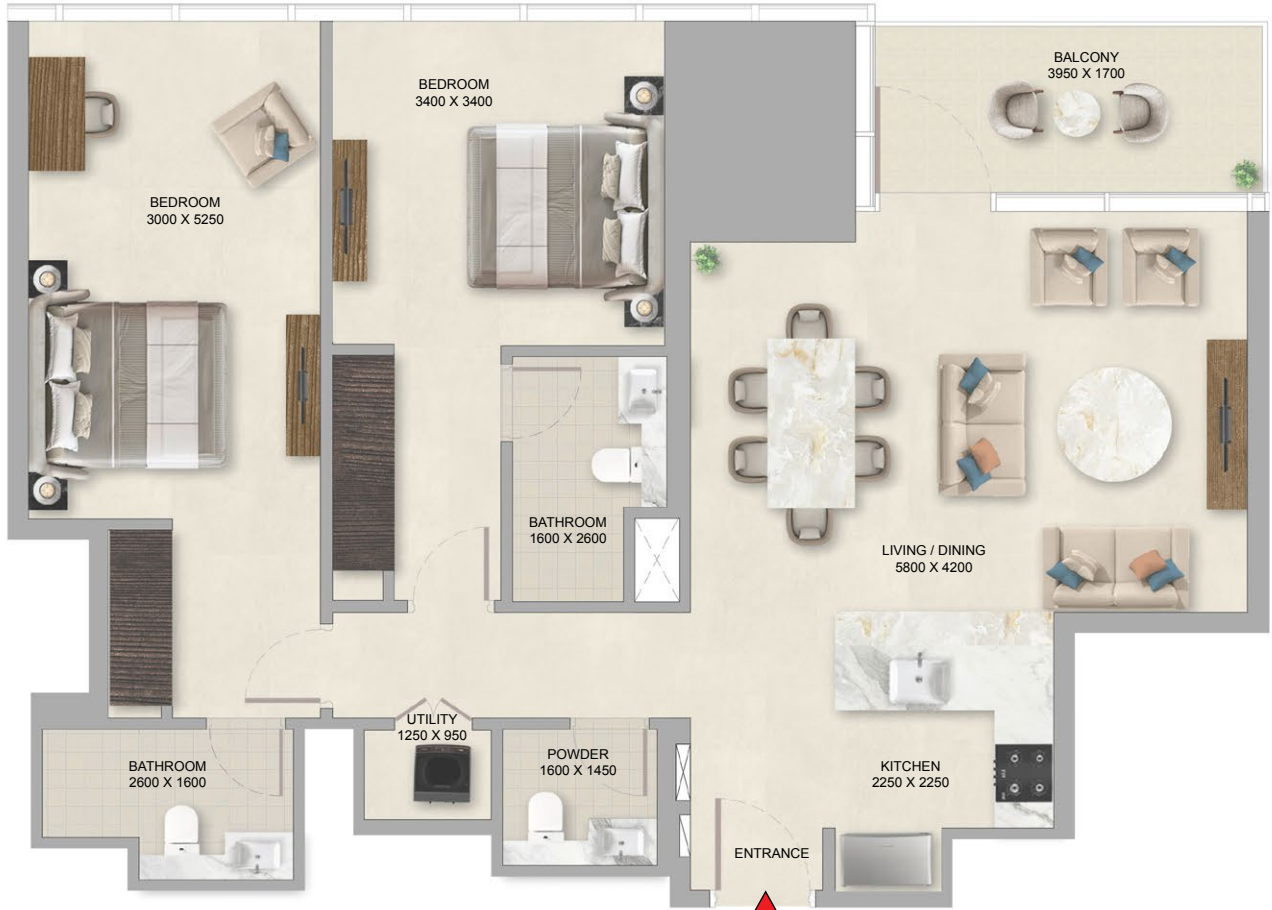 BALCONY
3950 X 1700
BEDROOM
3400 X 3400
BEDROOM
3000 X 5250
BATHROOM
1600 X 2600
LIVING / DINING
5800 X 4200
UTILITY
1250 X 950
POWDER
1600 X 1450
BATHROOM
2600 X 1600
KITCHEN
2250 X 2250
ENTRANCE